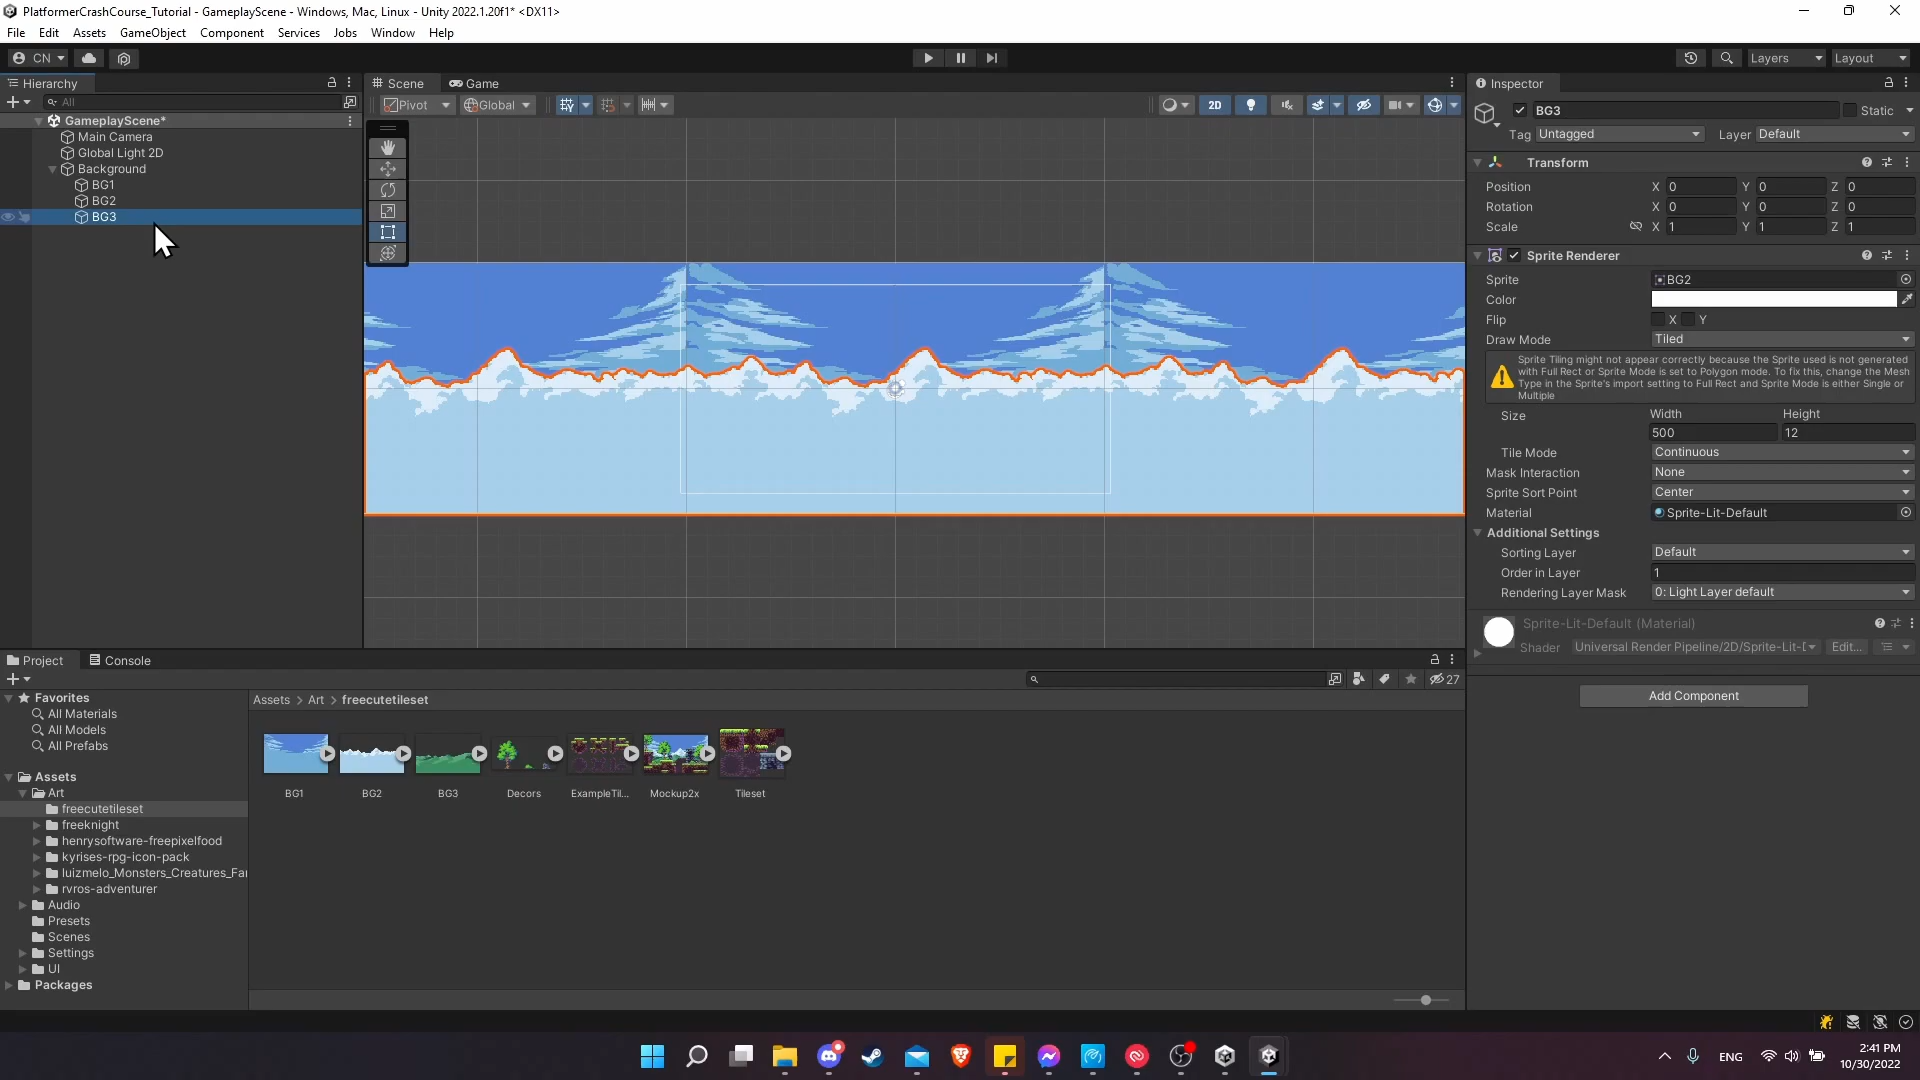 PlatformerCrashCourse_Tutorial - GameplayScene - Windows, Mac, Linux - Unity 2022.1.20f1* <DX11>
File Edit Assets GameObject Component Services Jobs Window Help
CN
Layers Layout
Hierarchy
Scene Game
Inspector
All
Pivot Global
2D
BG3 Static
GameplayScene*
Tag Untagged Layer Default
Main Camera
Global Light 2D
Background
BG1
BG2
BG3
Transform
Position X 0 Y 0 Z 0
Rotation X 0 Y 0 Z 0
Scale X 1 Y 1 Z 1
Sprite Renderer
Sprite BG2
Color
Flip X Y
Draw Mode Tiled
Sprite Tiling might not appear correctly because the Sprite used is not generated
with Full Rect or Sprite Mode is set to Polygon mode. To fix this, change the Mesh
Type in the Sprite's import setting to Full Rect and Sprite Mode is either Single or
Multiple
Size Width Height
500 12
Tile Mode Continuous
Mask Interaction None
Sprite Sort Point Center
Material Sprite-Lit-Default
Additional Settings
Sorting Layer Default
Order in Layer 1
Rendering Layer Mask 0: Light Layer default
Sprite-Lit-Default (Material)
Shader Universal Render Pipeline/2D/Sprite-Lit-D Edit...
Add Component
Project Console
27
Favorites
All Materials
All Models
All Prefabs
Assets
Art
freecutetileset
freeknight
henrysoftware-freepixelfood
kyrises-rpg-icon-pack
luizmelo_Monsters_Creatures_Fan
rvros-adventurer
Audio
Presets
Scenes
Settings
UI
Packages
Assets > Art > freecutetileset
BG1 BG2 BG3 Decors ExampleTil... Mockup2x Tileset
ENG
2:41 PM
10/30/2022